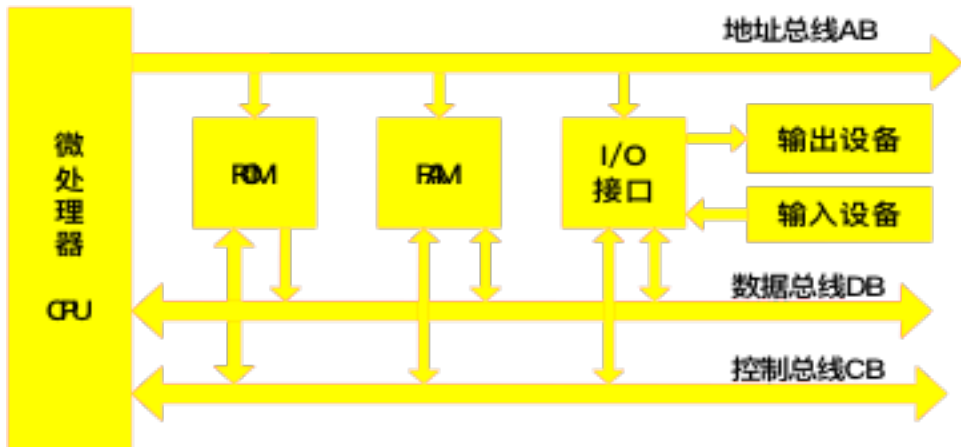 地址总线AB
微处理器
CPU
ROM
RAM
I/O
接口
输出设备
输入设备
数据总线DB
控制总线CB